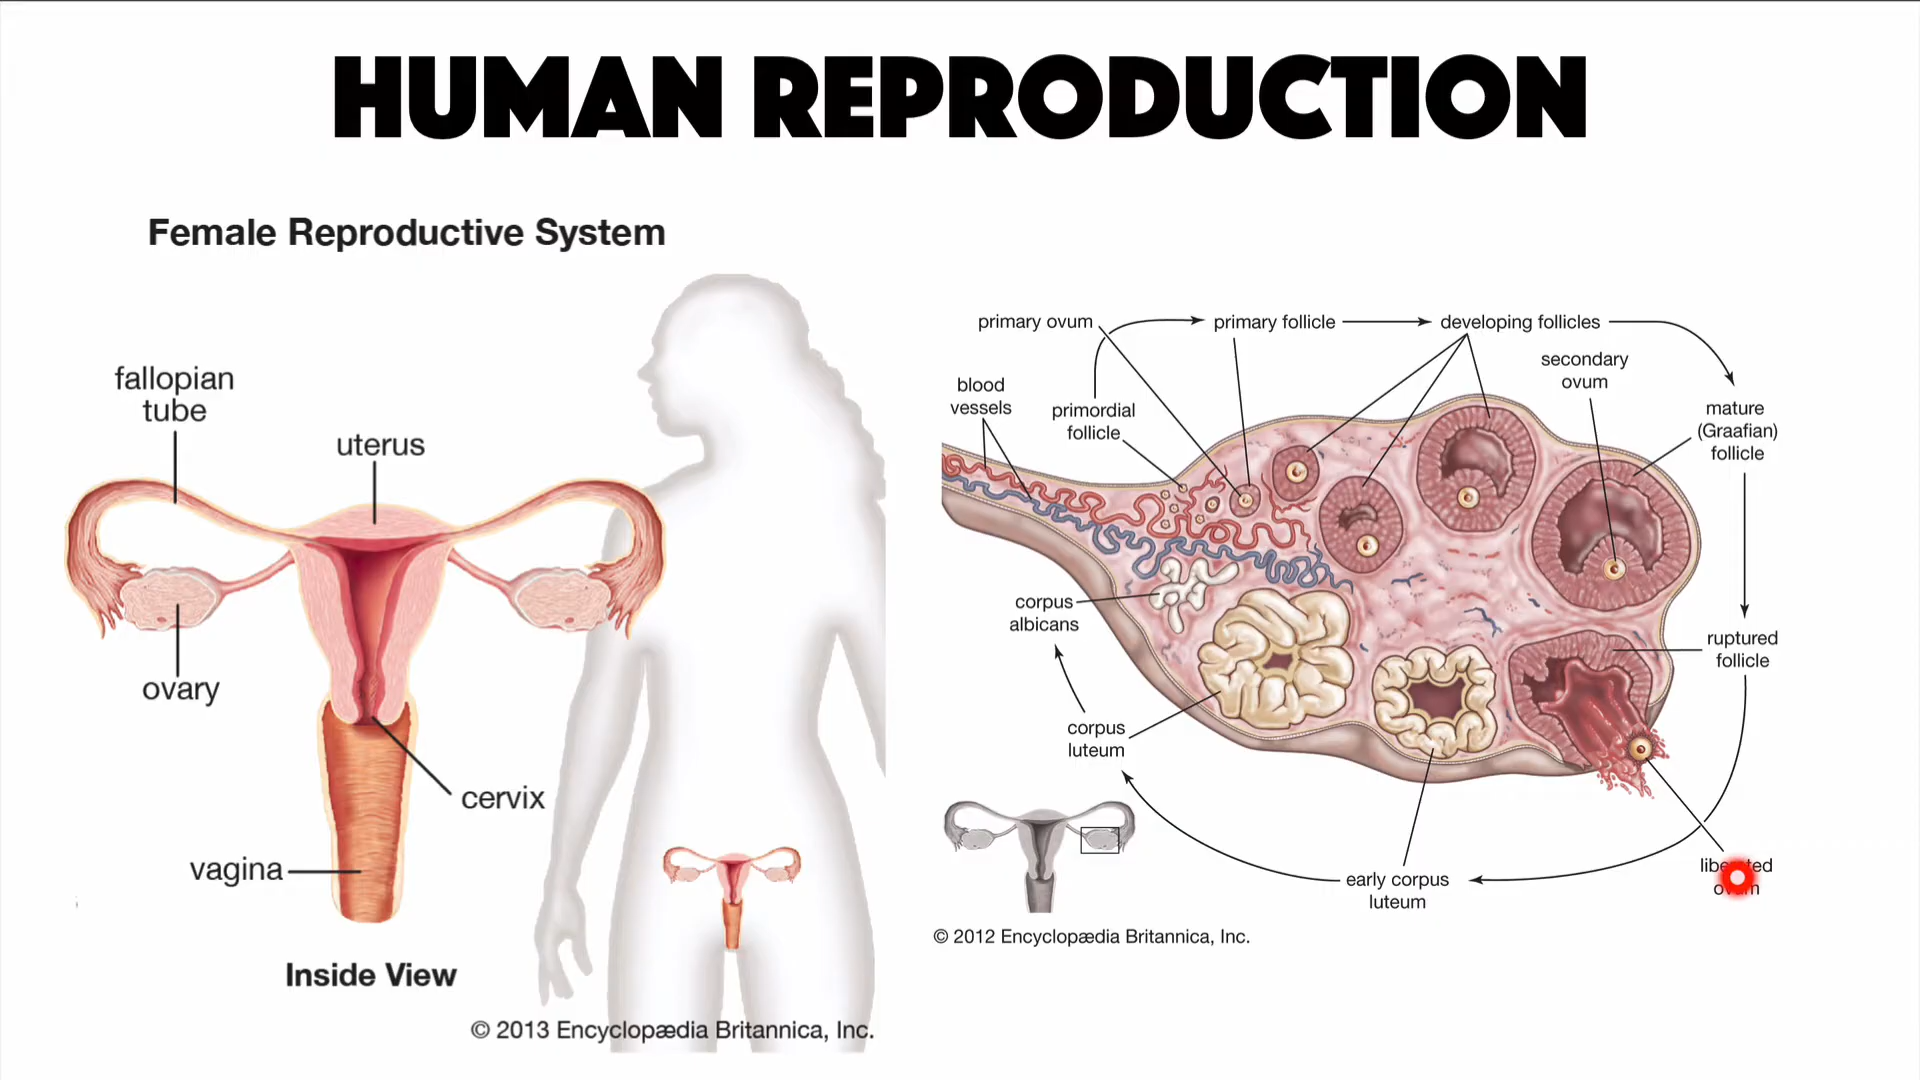 HUMAN REPRODUCTION
Female Reproductive System
fallopian
tube
uterus
ovary
cervix
vagina
Inside View
© 2013 Encyclopædia Britannica, Inc.
primary ovum
primary follicle
developing follicles
secondary
ovum
blood
vessels
primordial
follicle
mature
(Graafian)
follicle
corpus
albicans
ruptured
follicle
corpus
luteum
early corpus
luteum
liberated
ovum
© 2012 Encyclopædia Britannica, Inc.